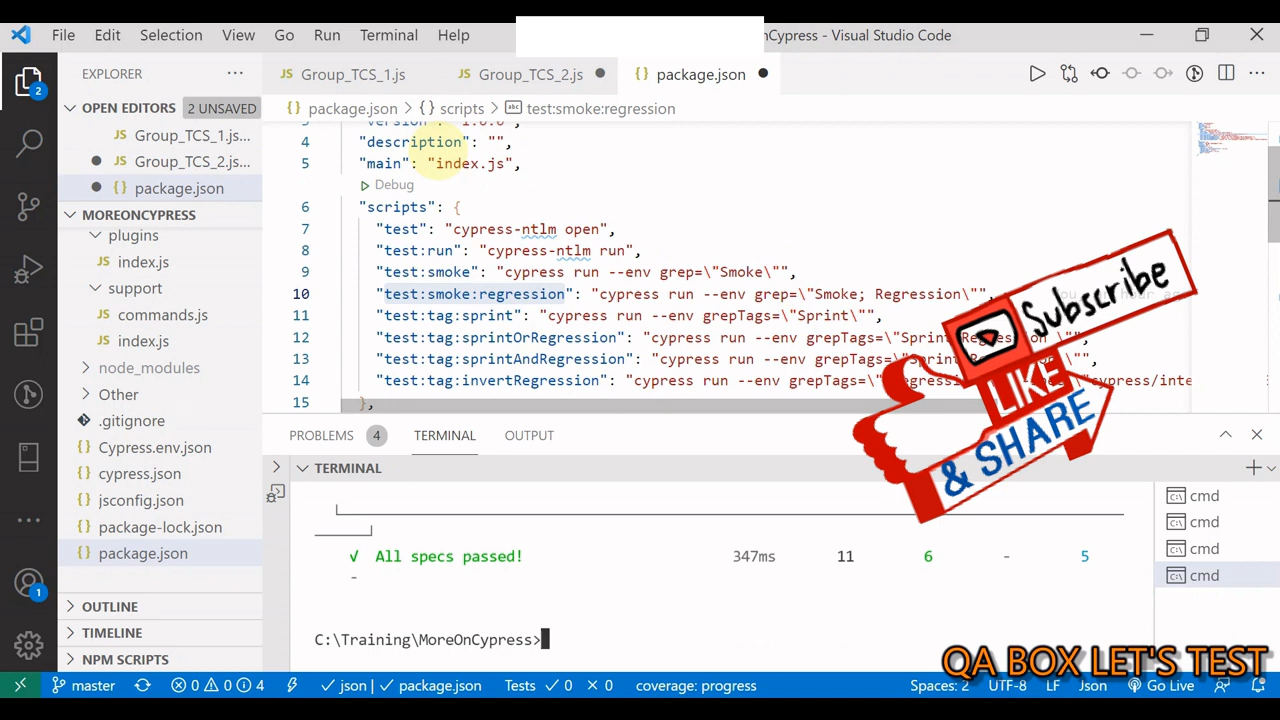 File Edit Selection View Go Run Terminal Help
nCypress - Visual Studio Code
EXPLORER
Group_TCS_1.js
Group_TCS_2.js
package.json
OPEN EDITORS 2 UNSAVED
package.json > {} scripts > test:smoke:regression
Group_TCS_1.js...
Group_TCS_2.js...
package.json
MOREONCYPRESS
plugins
index.js
support
commands.js
index.js
node_modules
Other
.gitignore
Cypress.env.json
cypress.json
jsconfig.json
package-lock.json
package.json
OUTLINE
TIMELINE
NPM SCRIPTS
4 "description": "",
5 "main": "index.js",
Debug
6 "scripts": {
7 "test": "cypress-ntlm open",
8 "test:run": "cypress-ntlm run",
9 "test:smoke": "cypress run --env grep=\"Smoke\"",
10 "test:smoke:regression": "cypress run --env grep=\"Smoke; Regression\"",
11 "test:tag:sprint": "cypress run --env grepTags=\"Sprint\"",
12 "test:tag:sprintOrRegression": "cypress run --env grepTags=\"Sprint Regression \"",
13 "test:tag:sprintAndRegression": "cypress run --env grepTags=\"Sprint
14 "test:tag:invertRegression": "cypress run --env grepTags=\ "cypress/inte
15 },
Subscribe
LIKE
& SHARE
PROBLEMS 4 TERMINAL OUTPUT
TERMINAL
√ All specs passed! 347ms 11 6 - 5
-
C:\Training\MoreOnCypress>
cmd
cmd
cmd
cmd
QA BOX LET'S TEST
2
1
master 0 0 4 json | package.json Tests 0 0 coverage: progress Spaces: 2 UTF-8 LF Json Go Live